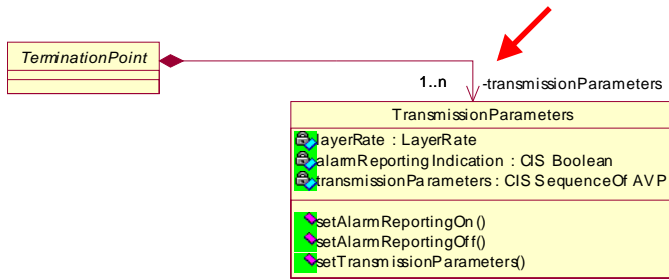 TerminationPoint
1..n
-transmissionParameters
TransmissionParameters
layerRate : LayerRate
alarmReportingIndication : CIS Boolean
transmissionParameters : CIS SequenceOf AVP
setAlarmReportingOn()
setAlarmReportingOff()
setTransmissionParameters()